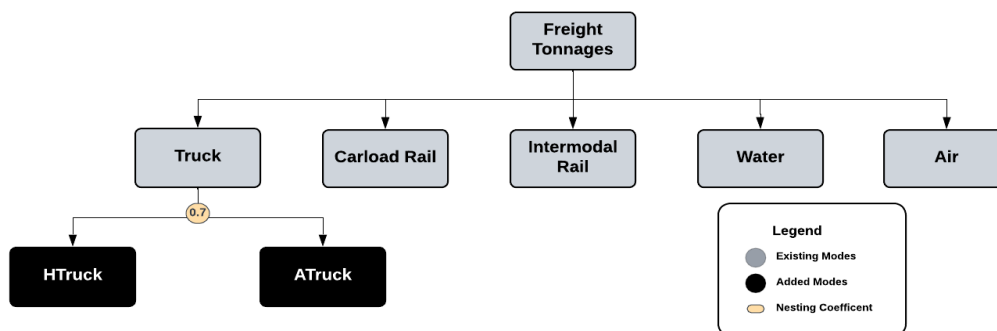 Freight
Tonnages
Truck
Carload Rail
Intermodal
Rail
Water
Air
0.7
HTruck
ATruck
Legend
Existing Modes
Added Modes
Nesting Coefficent